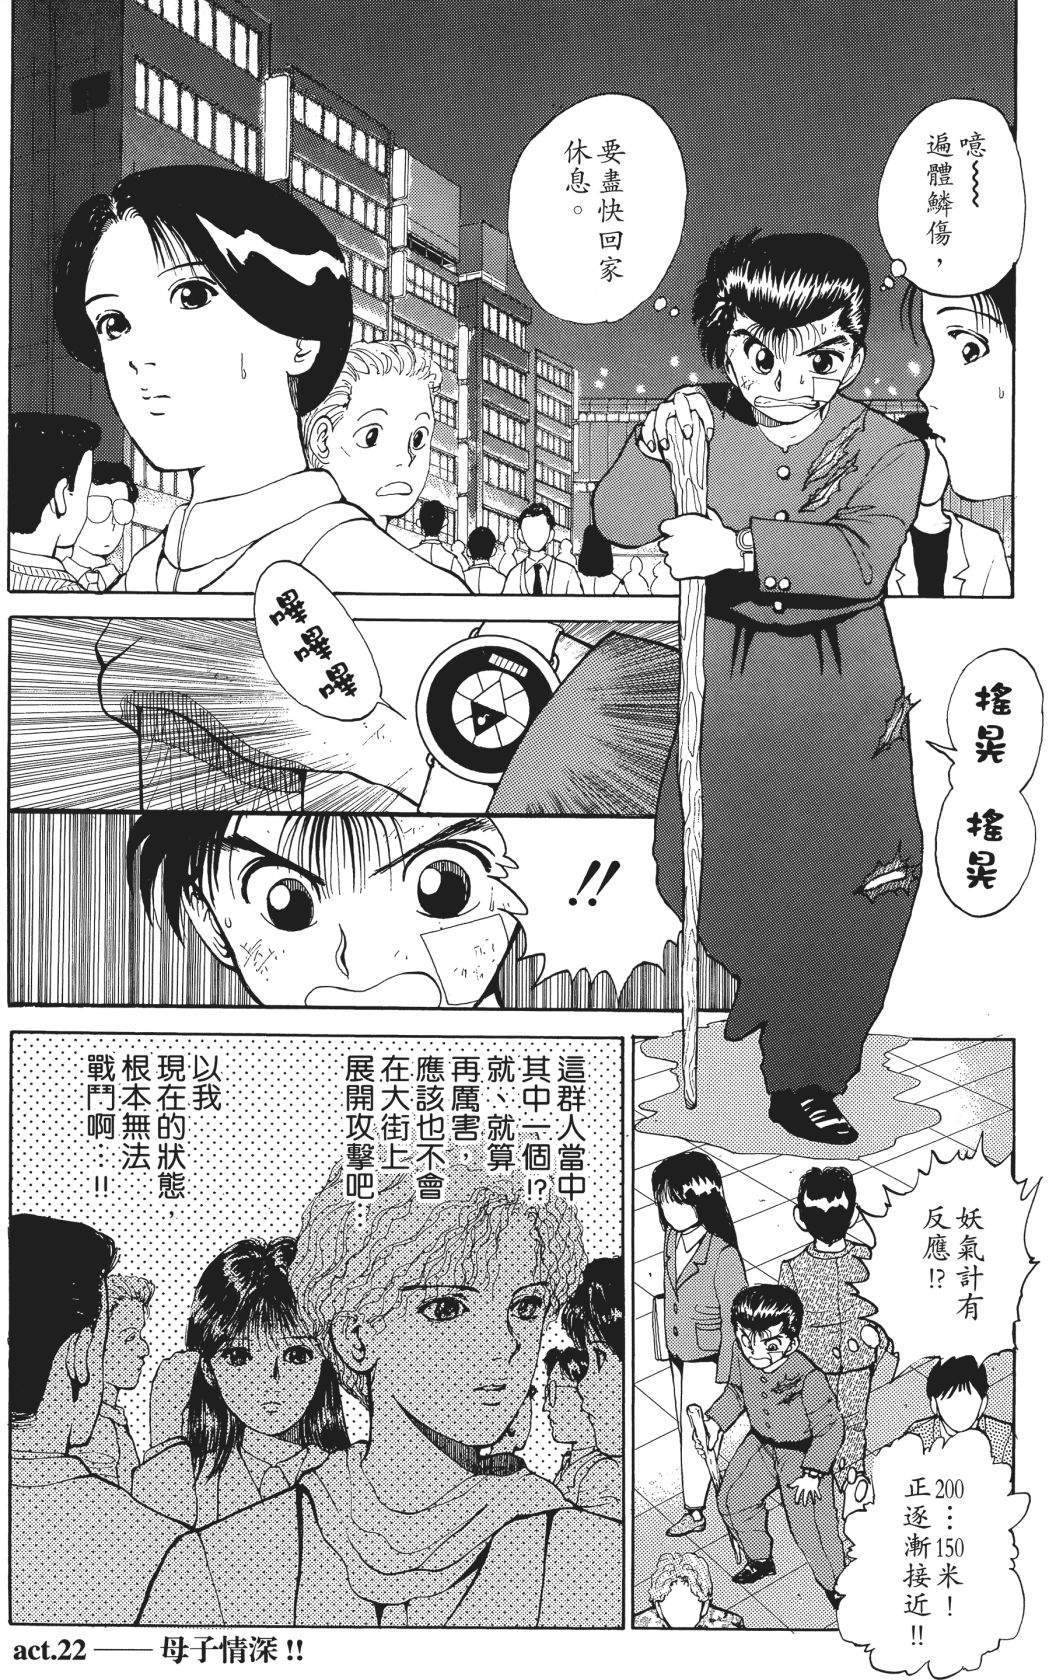 噫～～～
遍體鱗傷，
要盡快回家
休息。
搖晃
搖晃
!!
妖氣計有
反應!?
200…150米！
正逐漸接近!!
這群人當中
其中一個!?
就、就算
再厲害，
應該也不會
在大街上
展開攻擊吧…
以我
現在的狀態，
根本無法
戰鬥啊…!!
act.22 —— 母子情深!!